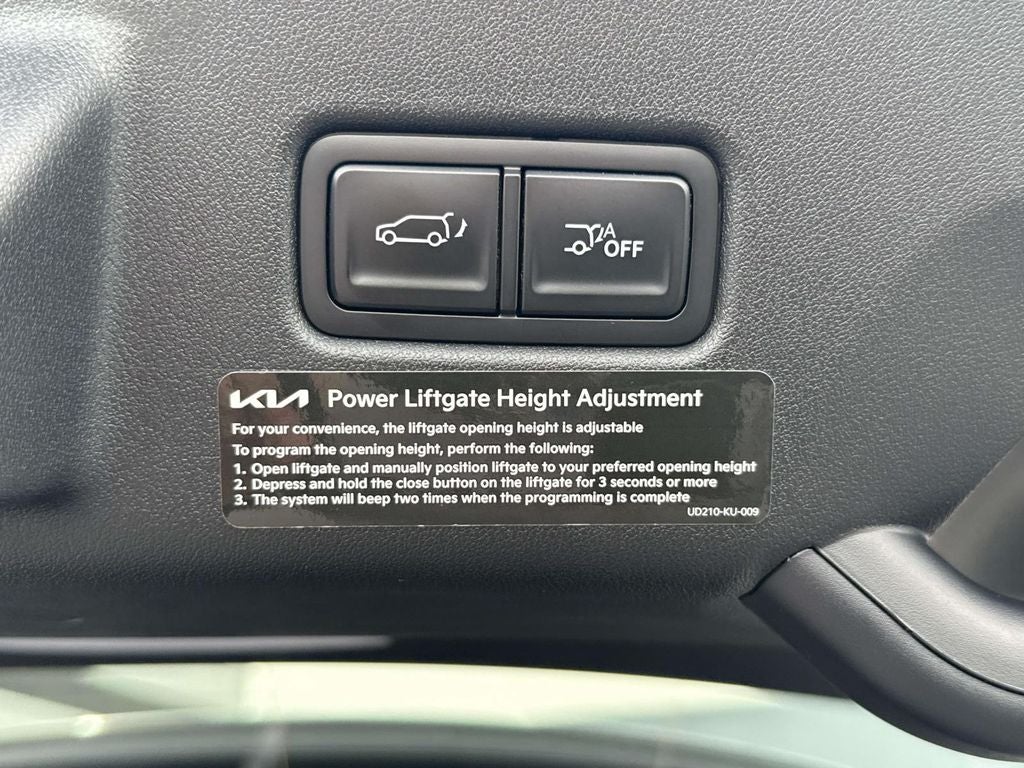 A
OFF
KIA Power Liftgate Height Adjustment
For your convenience, the liftgate opening height is adjustable
To program the opening height, perform the following:
1. Open liftgate and manually position liftgate to your preferred opening height
2. Depress and hold the close button on the liftgate for 3 seconds or more
3. The system will beep two times when the programming is complete
UD210-KU-009